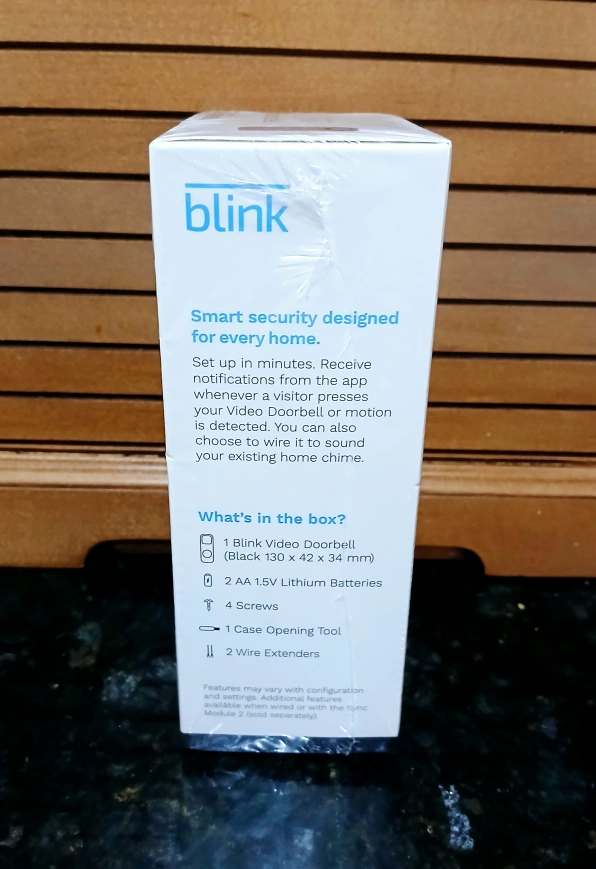 blink
Smart security designed
for every home.
Set up in minutes. Receive
notifications from the app
whenever a visitor presses
your Video Doorbell or motion
is detected. You can also
choose to wire it to sound
your existing home chime.
What's in the box?
1 Blink Video Doorbell
(Black 130 x 42 x 34 mm)
2 AA 1.5V Lithium Batteries
4 Screws
1 Case Opening Tool
2 Wire Extenders
Features may vary with configuration
and settings. Additional features
available when wired or with the Sync
Module 2 (sold separately).